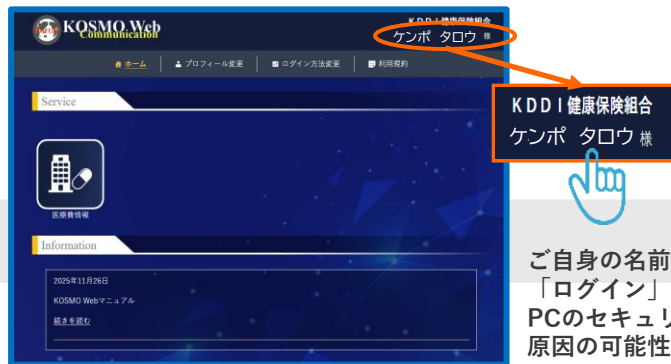 KOSMO Web
Communication
KDDI健康保険組合
ケンポ タロウ 様
ホーム
プロフィール変更
ログイン方法変更
利用規約
Service
KDDI健康保険組合
ケンポ タロウ 様
医療費情報
Information
2025年11月26日
KOSMO Webマニュアル
続きを読む
ご自身の名前
「ログイン」
PCのセキュリ
原因の可能性